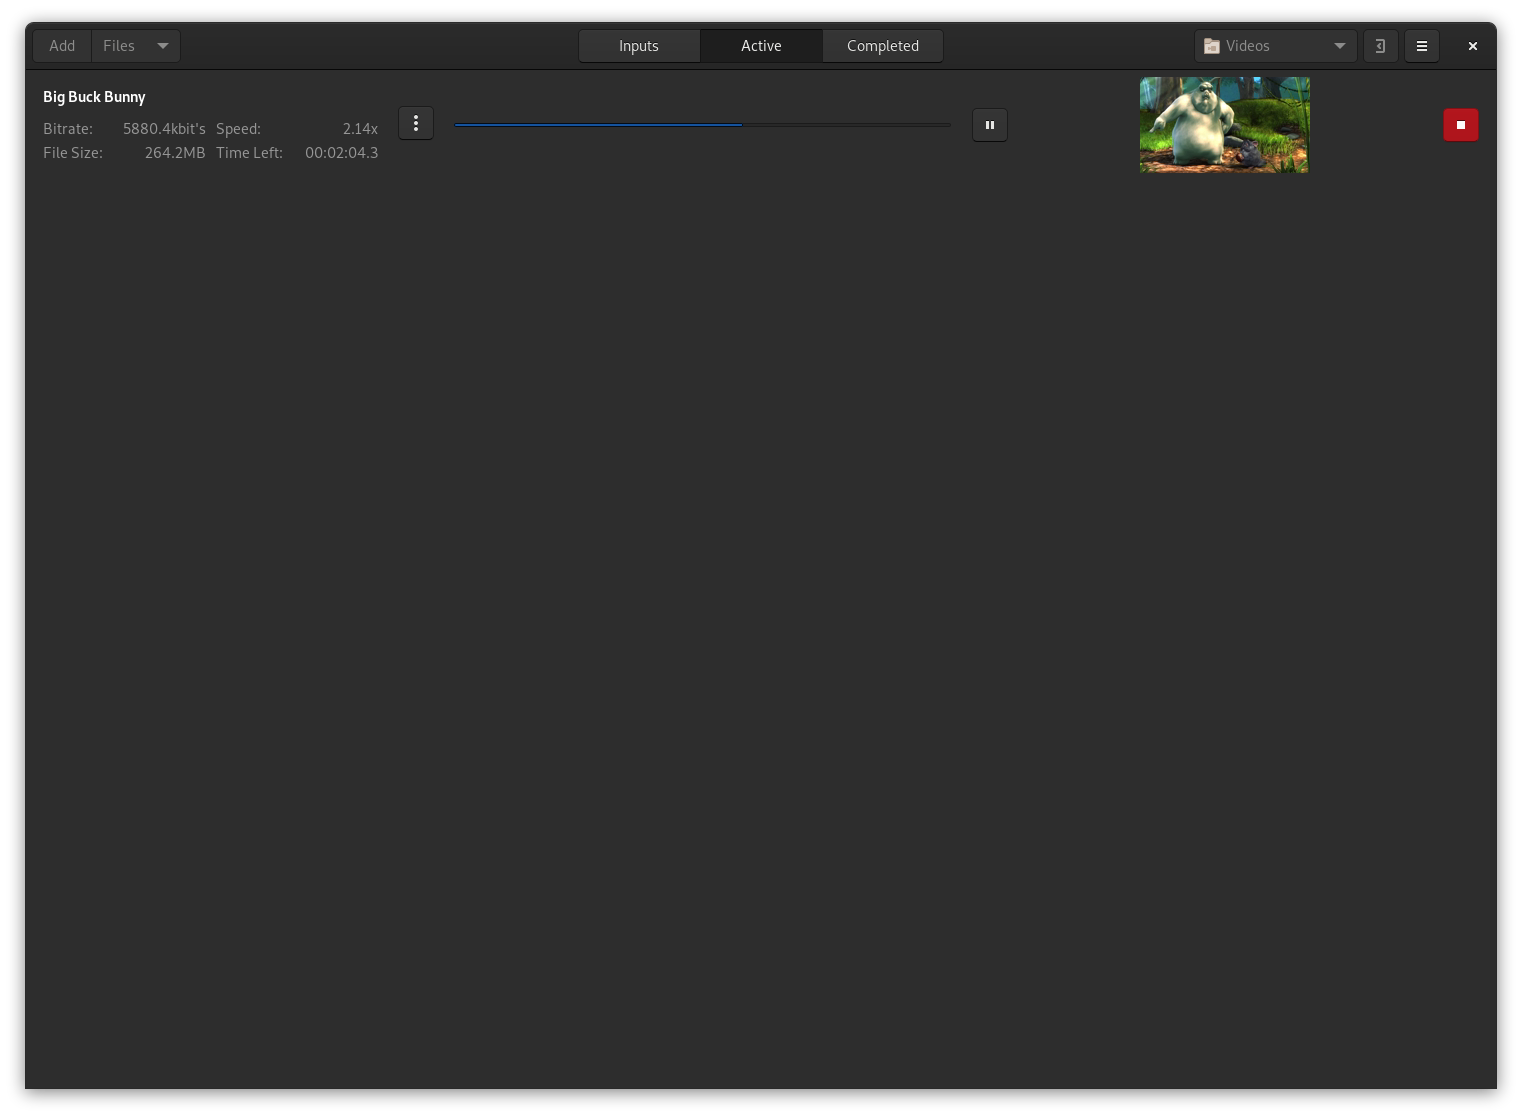 Add Files Inputs Active Completed Videos
Big Buck Bunny
Bitrate: 5880.4kbit's Speed: 2.14x
File Size: 264.2MB Time Left: 00:02:04.3